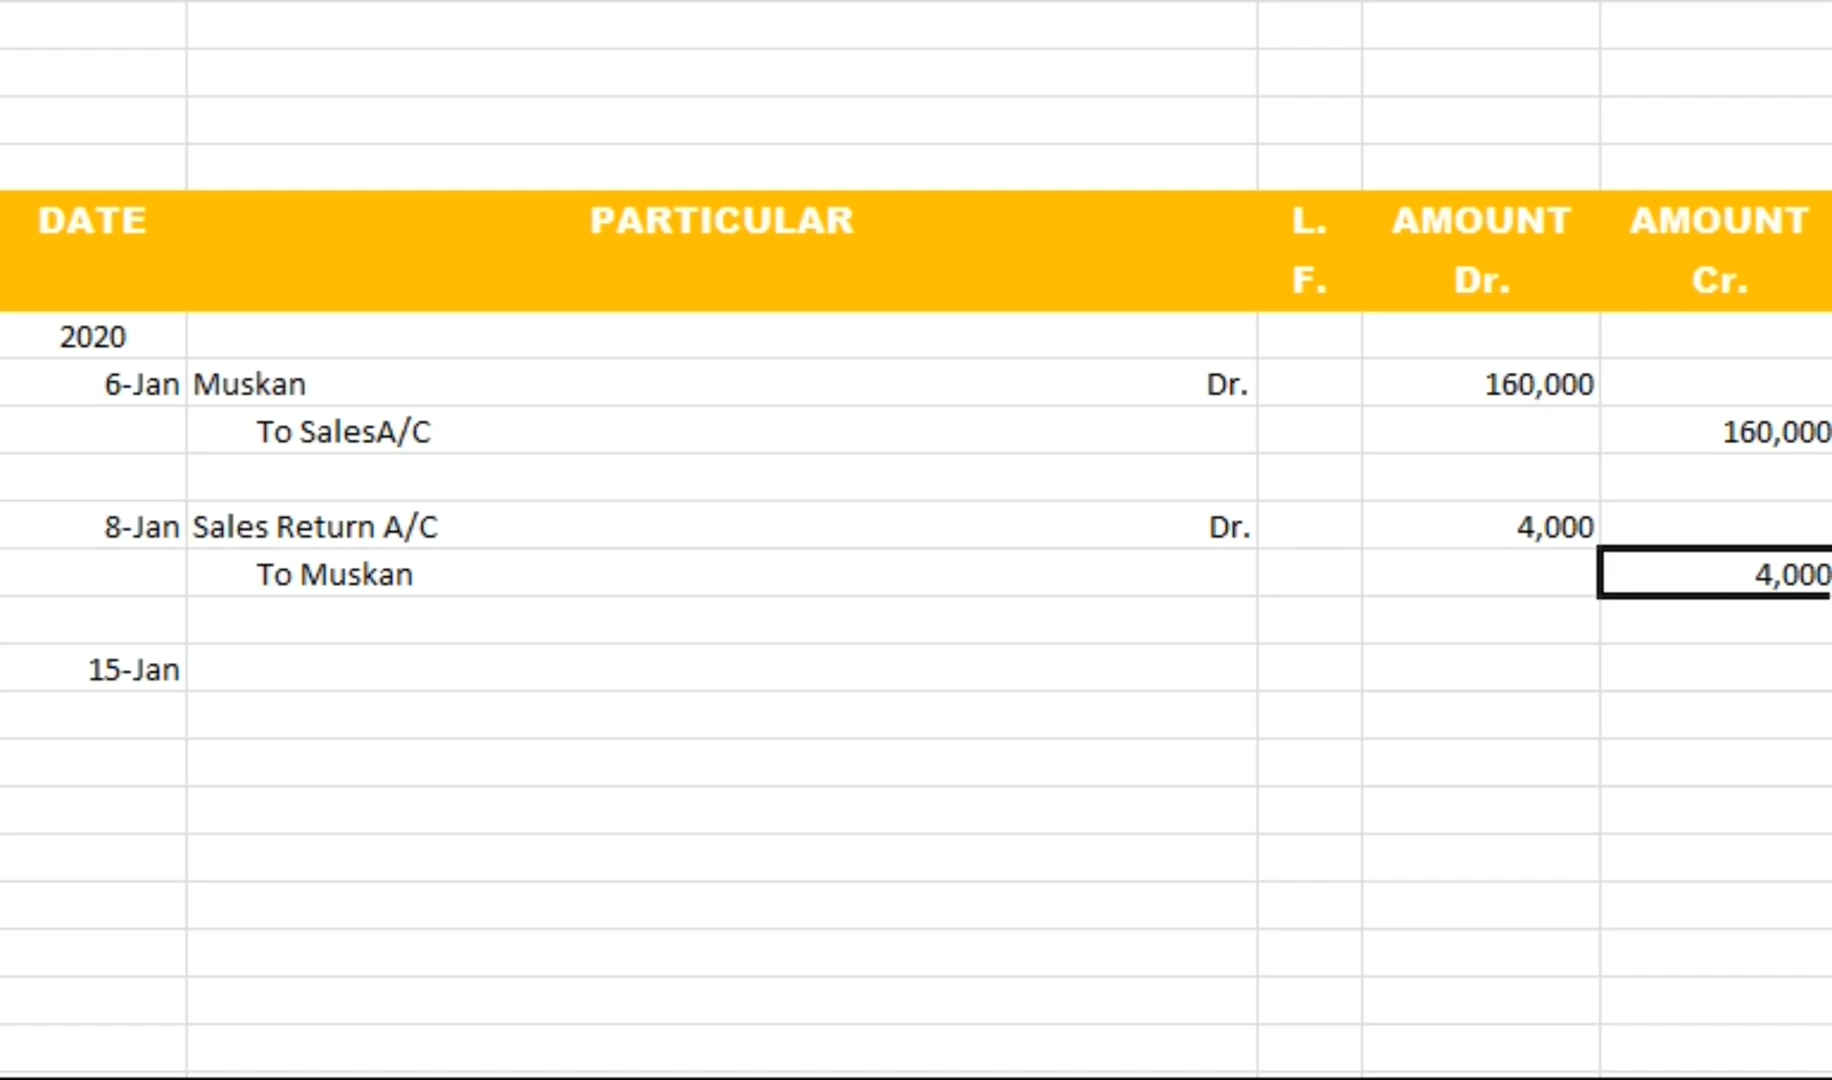 DATE PARTICULAR L. F. AMOUNT Dr. AMOUNT Cr.
2020
6-Jan Muskan Dr. 160,000
To SalesA/C 160,000
8-Jan Sales Return A/C Dr. 4,000
To Muskan 4,000
15-Jan